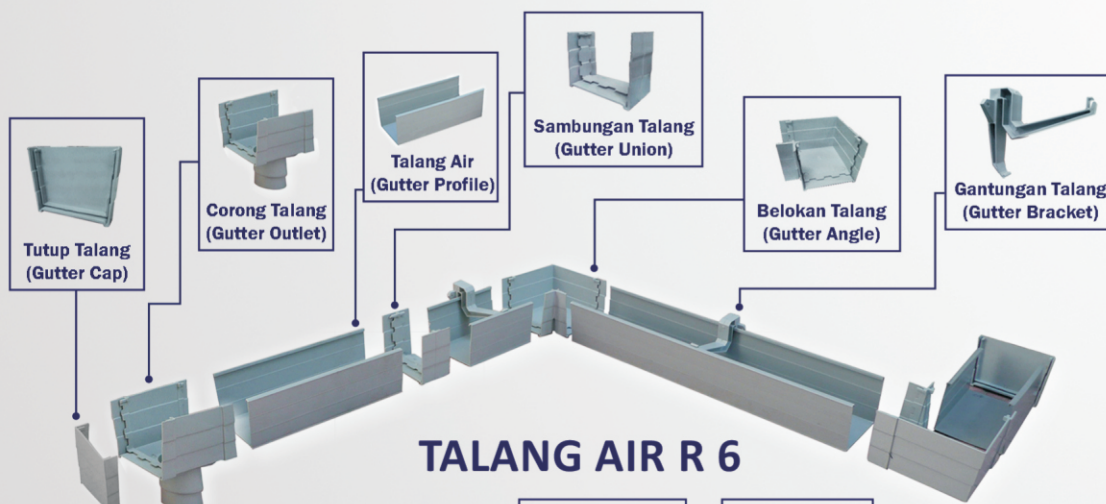 Tutup Talang
(Gutter Cap)
Corong Talang
(Gutter Outlet)
Talang Air
(Gutter Profile)
Sambungan Talang
(Gutter Union)
Belokan Talang
(Gutter Angle)
Gantungan Talang
(Gutter Bracket)
TALANG AIR R 6